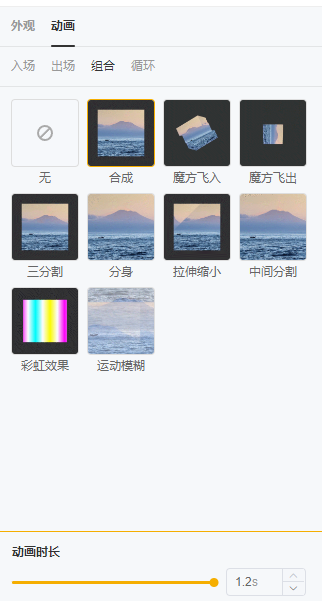 外观 动画
入场 出场 组合 循环
无 合成 魔方飞入 魔方飞出
三分割 分身 拉伸缩小 中间分割
彩虹效果 运动模糊
动画时长
1.2s